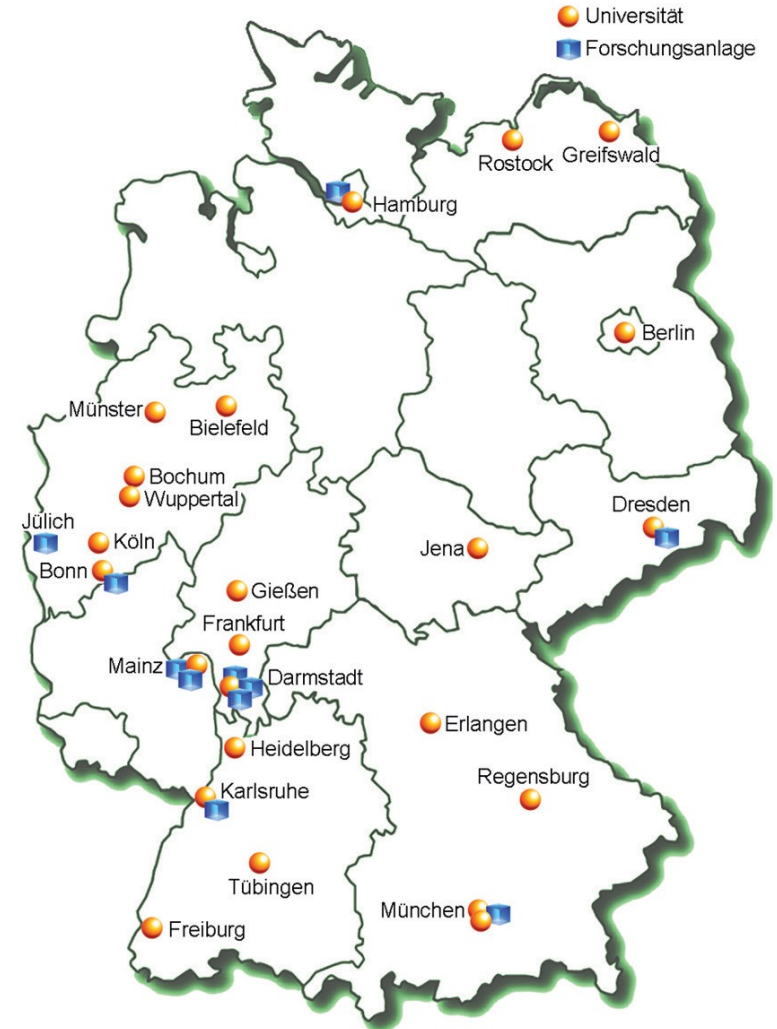 Universität
Forschungsanlage
Rostock
Greifswald
Hamburg
Berlin
Münster
Bielefeld
Bochum
Wuppertal
Jülich
Köln
Bonn
Dresden
Jena
Gießen
Frankfurt
Mainz
Darmstadt
Erlangen
Heidelberg
Regensburg
Karlsruhe
Tübingen
München
Freiburg